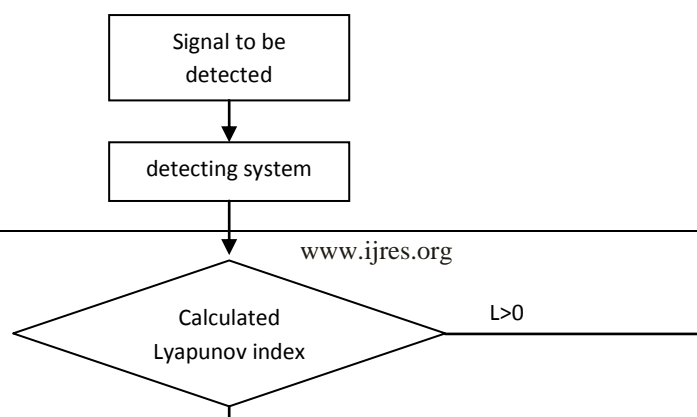 Signal to be
detected
detecting system
www.ijres.org
Calculated
Lyapunov index
L>0